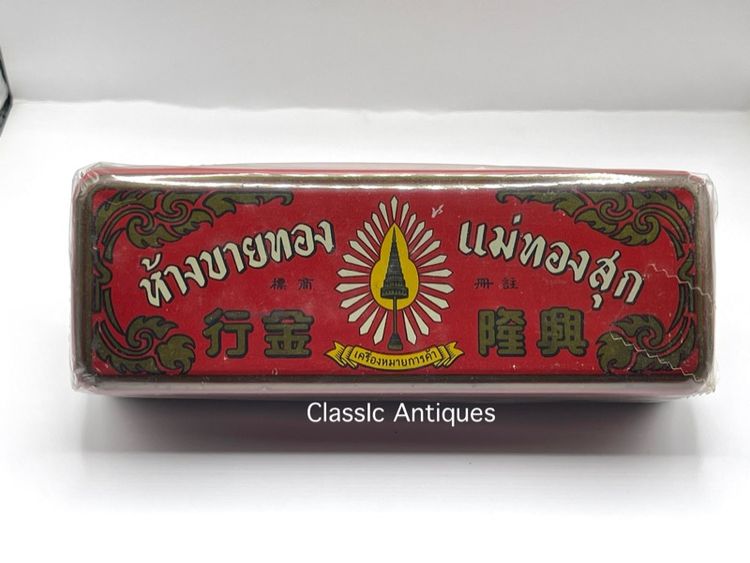 ห้างขายทอง แม่ทองสุก
標商 冊註
行金 隆興
เครื่องหมายการค้า
ClassIc Antiques